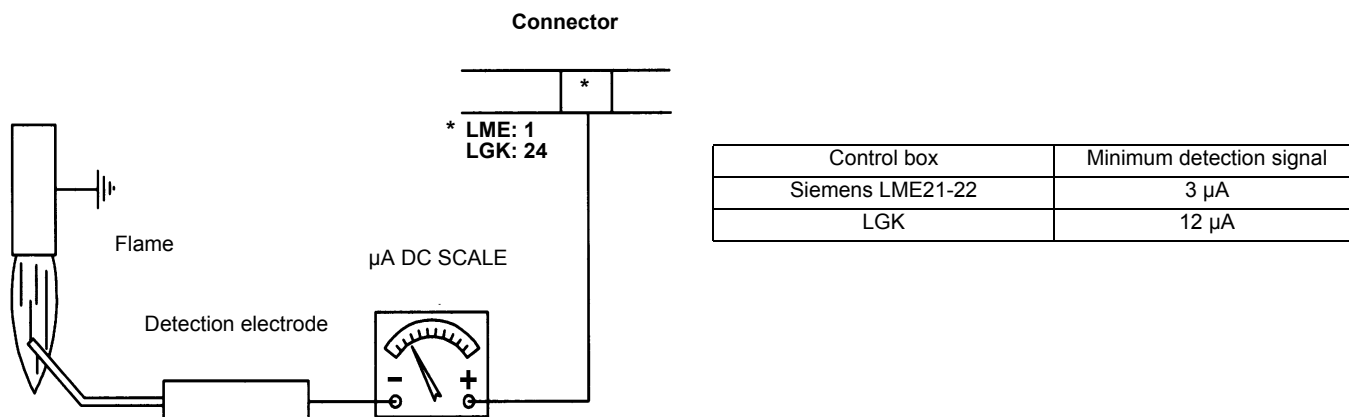 Connector
*
* LME: 1
LGK: 24
Flame
µA DC SCALE
Detection electrode
- +
Control box Minimum detection signal
Siemens LME21-22 3 µA
LGK 12 µA